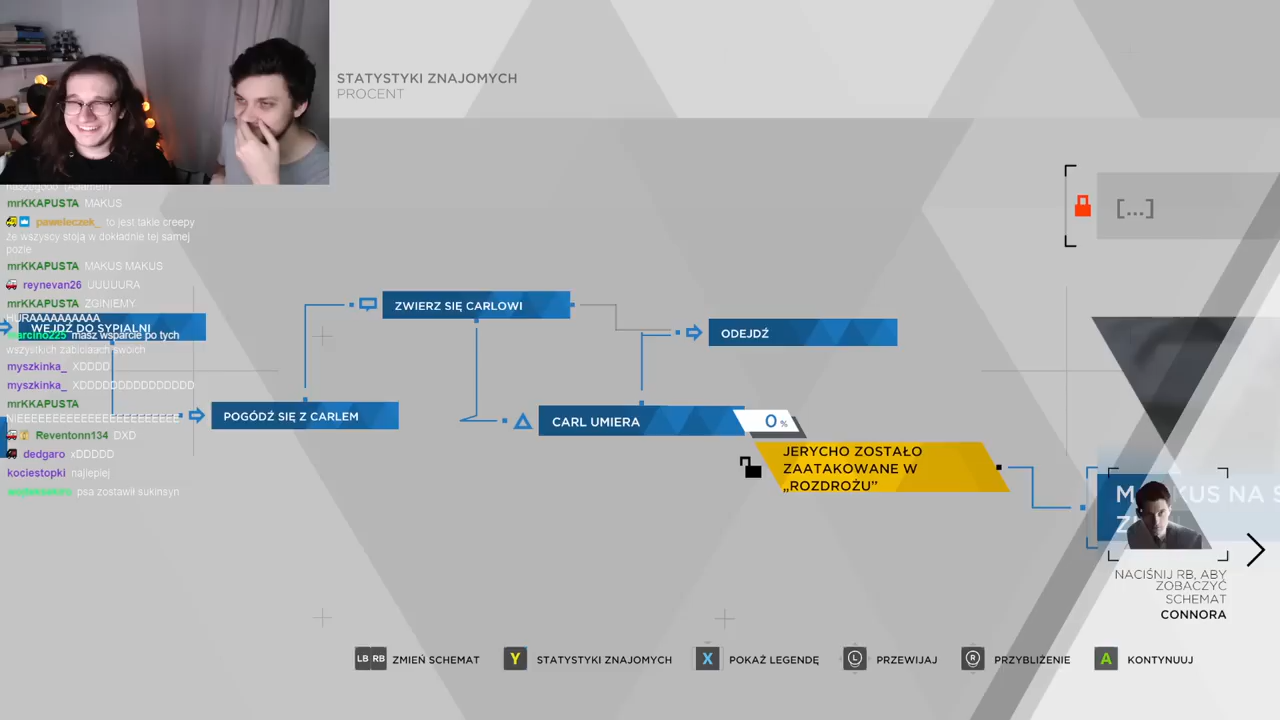 STATYSTYKI ZNAJOMYCH
PROCENT
mrKKAPUSTA MAKUS
paweleczek_ to jest takie creepy
że wszyscy stoją w dokładnie tej samej
pozie
mrKKAPUSTA MAKUS MAKUS
reynevan26 UUUUURA
mrKKAPUSTA ZGINIEMY
HURAAAAAAAAAA
marcino225 masz wsparcie po tych
wszystkich zabiciach swoich
myszkinka_ XDDDD
myszkinka_ XDDDDDDDDDDDDDDD
mrKKAPUSTA
NIEEEEEEEEEEEEEEEEEEEEEEEE
Reventonn134 DXD
dedgaro xDDDDD
kociestopki najlepiej
psa zostawił sukinsyn
WEJDŹ DO SYPIALNI
POGÓDŹ SIĘ Z CARLEM
ZWIERZ SIĘ CARLOWI
CARL UMIERA
0 %
ODEJDŹ
JERYCHO ZOSTAŁO
ZAATAKOWANE W
„ROZDROŻU”
[...]
NA S
NACIŚNIJ RB, ABY
ZOBACZYĆ
SCHEMAT
CONNORA
LB RB ZMIEŃ SCHEMAT
Y STATYSTYKI ZNAJOMYCH
X POKAŻ LEGENDĘ
L PRZEWIJAJ
R PRZYBLIŻENIE
A KONTYNUUJ